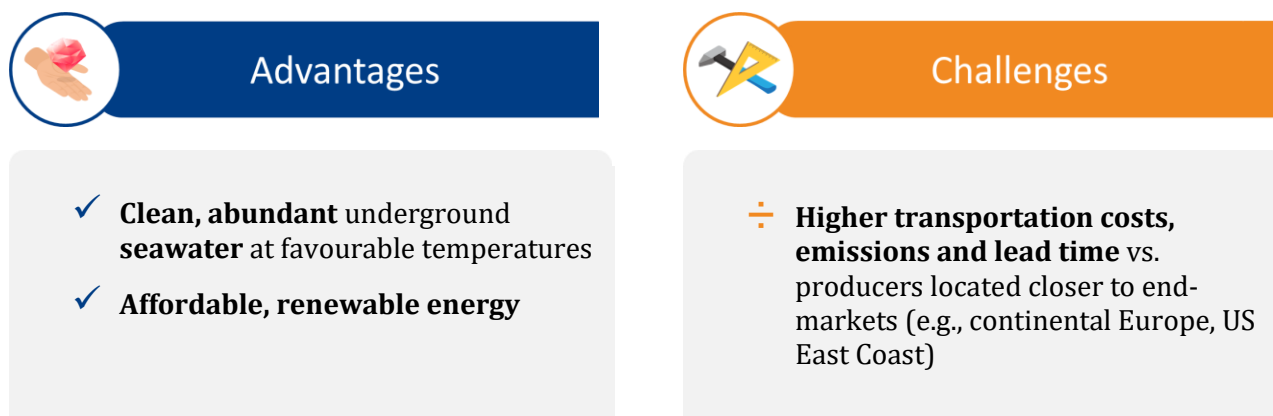 Advantages
✓ Clean, abundant underground
seawater at favourable temperatures
✓ Affordable, renewable energy
Challenges
÷ Higher transportation costs,
emissions and lead time vs.
producers located closer to end-
markets (e.g., continental Europe, US
East Coast)